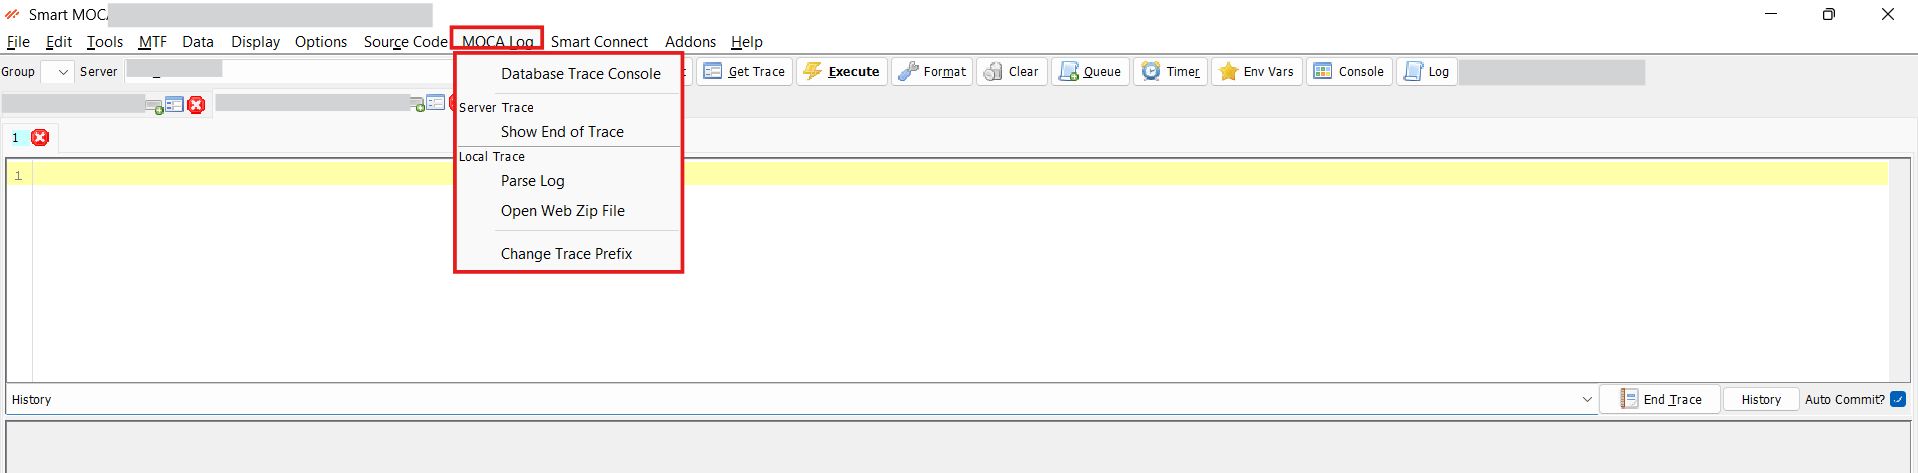 Smart MOCA
File Edit Tools MTF Data Display Options Source Code MOCA Log Smart Connect Addons Help
Group Server Get Trace Execute Format Clear Queue Timer Env Vars Console Log
Database Trace Console
Server Trace
Show End of Trace
1
Local Trace
1
Parse Log
Open Web Zip File
Change Trace Prefix
History End Trace History Auto Commit?